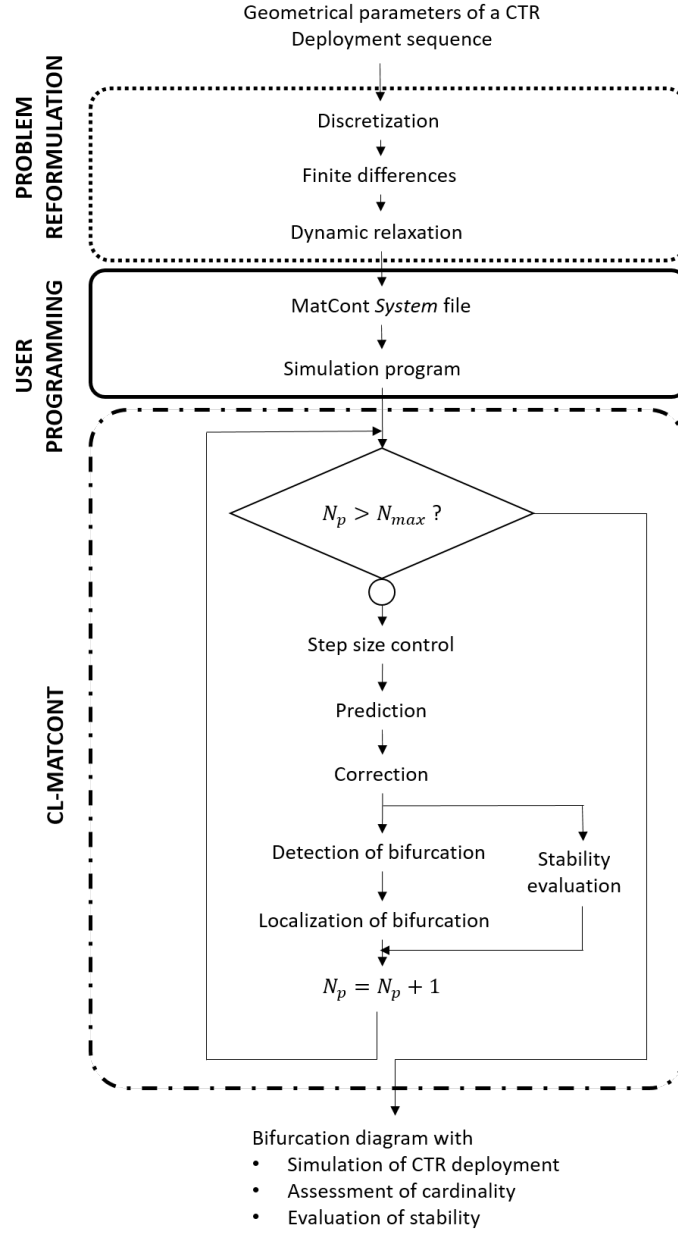 Geometrical parameters of a CTR
Deployment sequence
PROBLEM
REFORMULATION
Discretization
Finite differences
Dynamic relaxation
USER
PROGRAMMING
MatCont System file
Simulation program
CL-MATCONT
N_p > N_max ?
Step size control
Prediction
Correction
Detection of bifurcation
Stability
evaluation
Localization of bifurcation
N_p = N_p + 1
Bifurcation diagram with
• Simulation of CTR deployment
• Assessment of cardinality
• Evaluation of stability